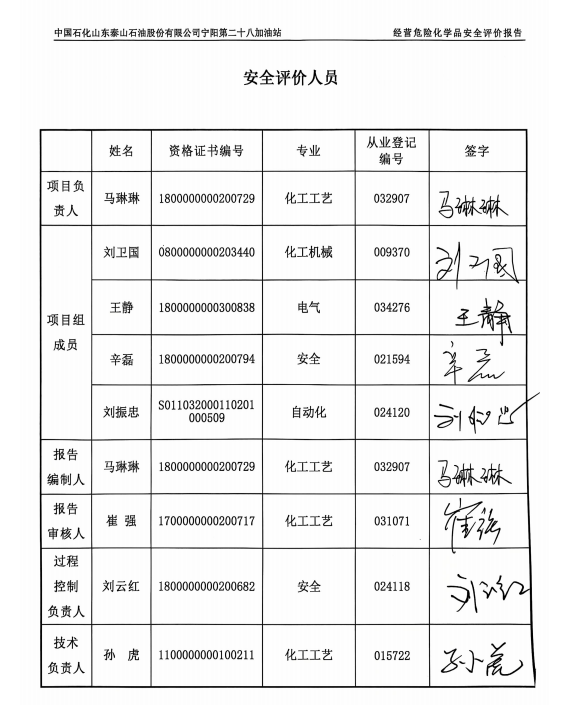 中国石化山东泰山石油股份有限公司宁阳第二十八加油站 经营危险化学品安全评价报告
安全评价人员
姓名 资格证书编号 专业 从业登记编号 签字
项目负责人 马琳琳 1800000000200729 化工工艺 032907 马琳琳
项目组成员 刘卫国 0800000000203440 化工机械 009370 刘卫国
王静 1800000000300838 电气 034276 王静
辛磊 1800000000200794 安全 021594 辛磊
刘振忠 S011032000110201000509 自动化 024120
报告编制人 马琳琳 1800000000200729 化工工艺 032907 马琳琳
报告审核人 崔 强 1700000000200717 化工工艺 031071 崔强
过程控制负责人 刘云红 1800000000200682 安全 024118 刘云红
技术负责人 孙 虎 1100000000100211 化工工艺 015722